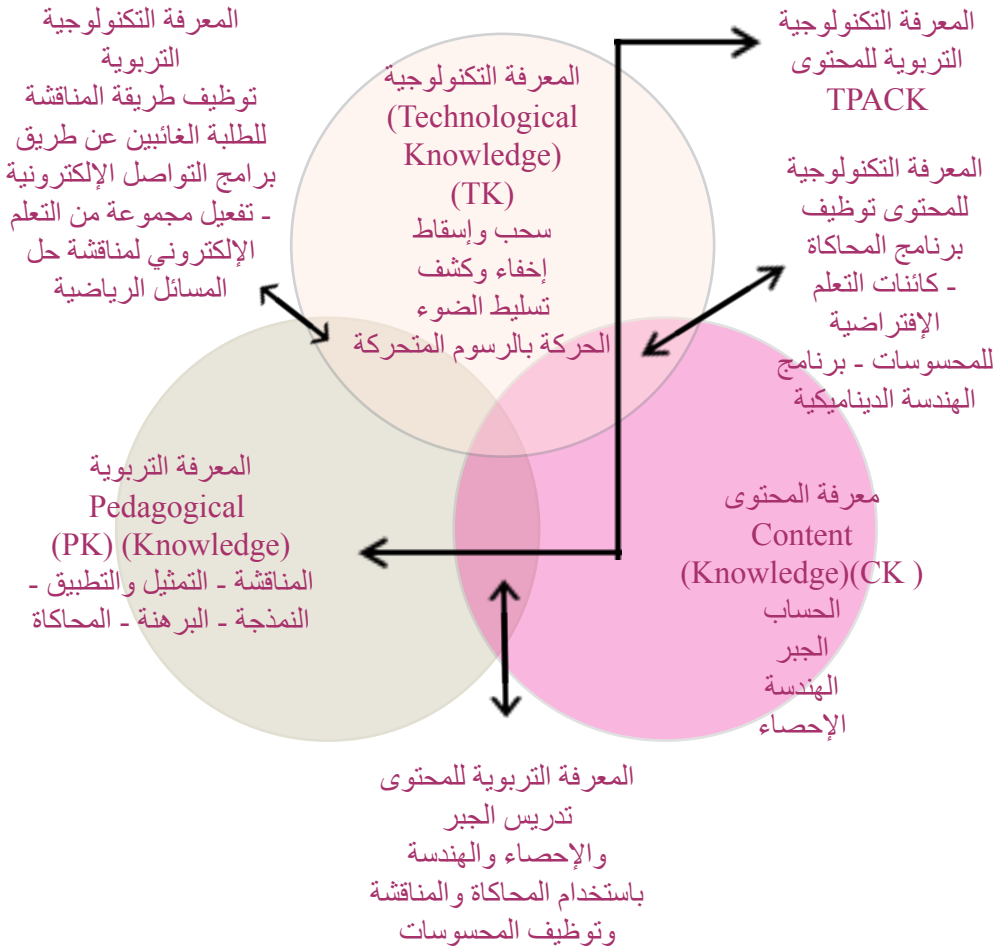 المعرفة التكنولوجية
التربوية
توظيف طريقة المناقشة
للطلبة الغائبين عن طريق
برامج التواصل الإلكترونية
- تفعيل مجموعة من التعلم
الإلكتروني لمناقشة حل
المسائل الرياضية
المعرفة التكنولوجية
(Technological
Knowledge)
(TK)
سحب وإسقاط
إخفاء وكشف
تسليط الضوء
الحركة بالرسوم المتحركة
المعرفة التكنولوجية
التربوية للمحتوى
TPACK
المعرفة التكنولوجية
للمحتوى توظيف
برنامج المحاكاة
- كائنات التعلم
الإفتراضية
للمحسوسات - برنامج
الهندسة الديناميكية
المعرفة التربوية
Pedagogical
(PK) (Knowledge)
المناقشة - التمثيل والتطبيق -
النمذجة - البرهنة - المحاكاة
معرفة المحتوى
Content
(Knowledge)(CK )
الحساب
الجبر
الهندسة
الإحصاء
المعرفة التربوية للمحتوى
تدريس الجبر
والإحصاء والهندسة
باستخدام المحاكاة والمناقشة
وتوظيف المحسوسات